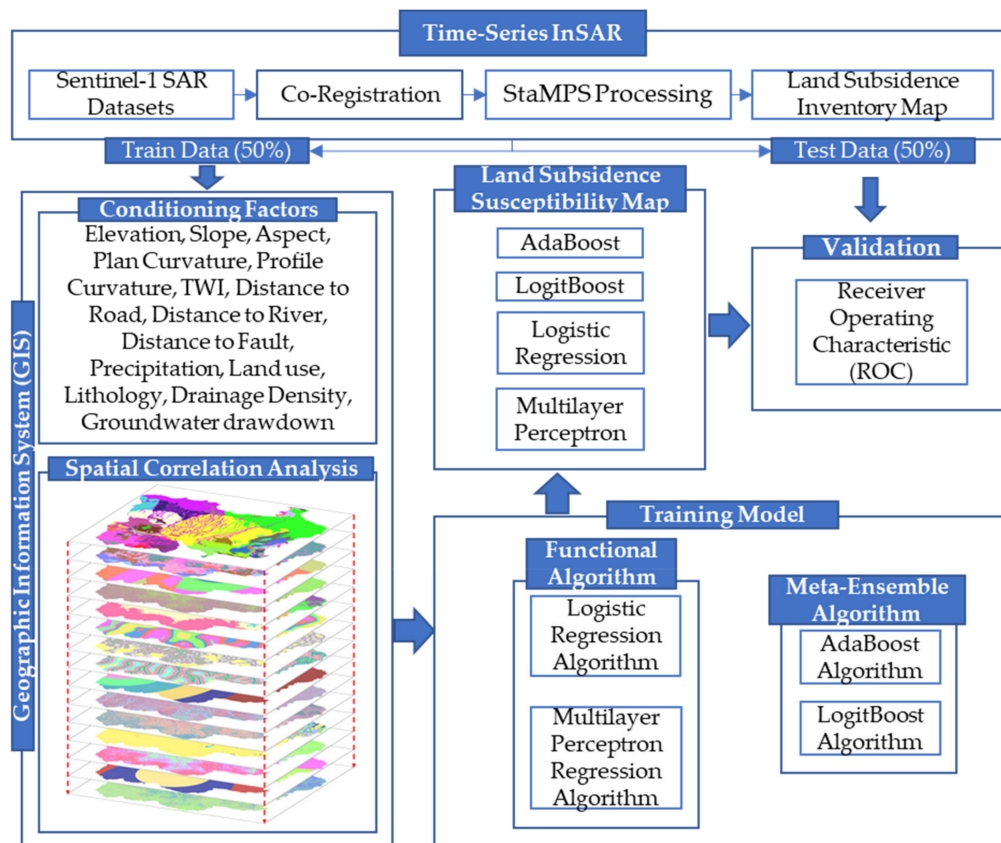 Time-Series InSAR
Sentinel-1 SAR
Datasets
Co-Registration
StaMPS Processing
Land Subsidence
Inventory Map
Train Data (50%)
Test Data (50%)
Geographic Information System (GIS)
Conditioning Factors
Elevation, Slope, Aspect,
Plan Curvature, Profile
Curvature, TWI, Distance to
Road, Distance to River,
Distance to Fault,
Precipitation, Land use,
Lithology, Drainage Density,
Groundwater drawdown
Spatial Correlation Analysis
Land Subsidence
Susceptibility Map
AdaBoost
LogitBoost
Logistic
Regression
Multilayer
Perceptron
Validation
Receiver
Operating
Characteristic
(ROC)
Training Model
Functional
Algorithm
Logistic
Regression
Algorithm
Multilayer
Perceptron
Regression
Algorithm
Meta-Ensemble
Algorithm
AdaBoost
Algorithm
LogitBoost
Algorithm